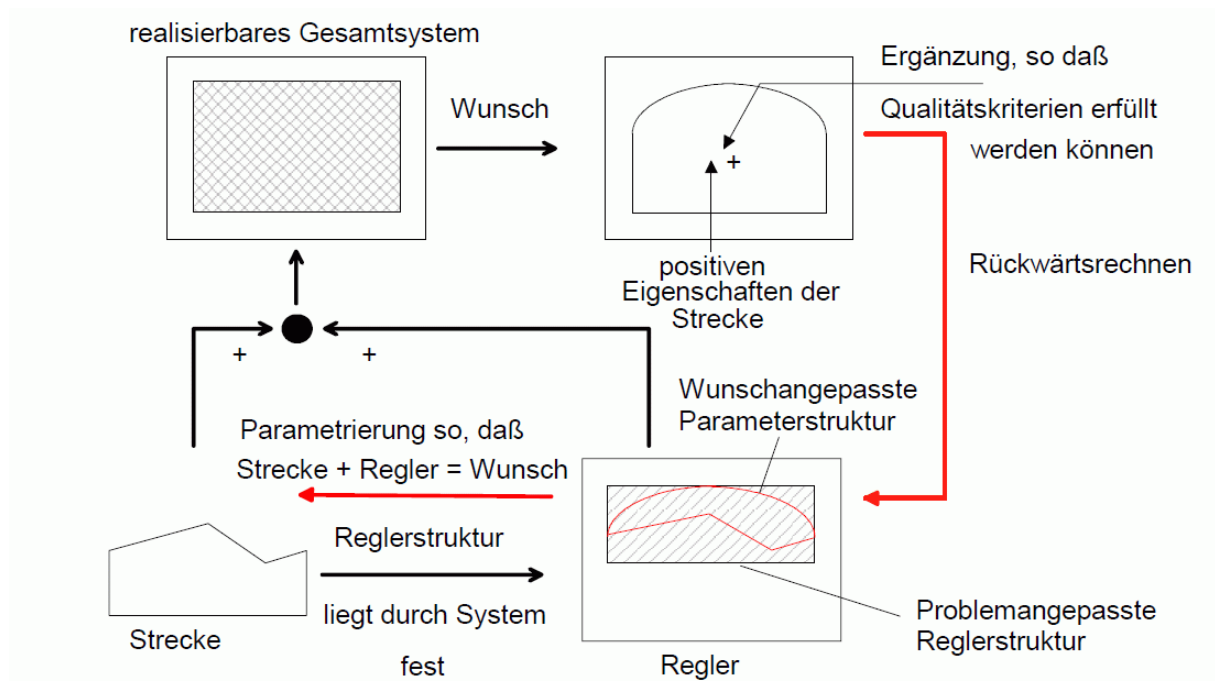 realisierbares Gesamtsystem
Wunsch
Ergänzung, so daß
Qualitätskriterien erfüllt
werden können
+
positiven
Eigenschaften der
Strecke
Rückwärtsrechnen
+
+
Wunschangepasste
Parameterstruktur
Parametrierung so, daß
Strecke + Regler = Wunsch
Reglerstruktur
liegt durch System
fest
Strecke
Regler
Problemangepasste
Reglerstruktur